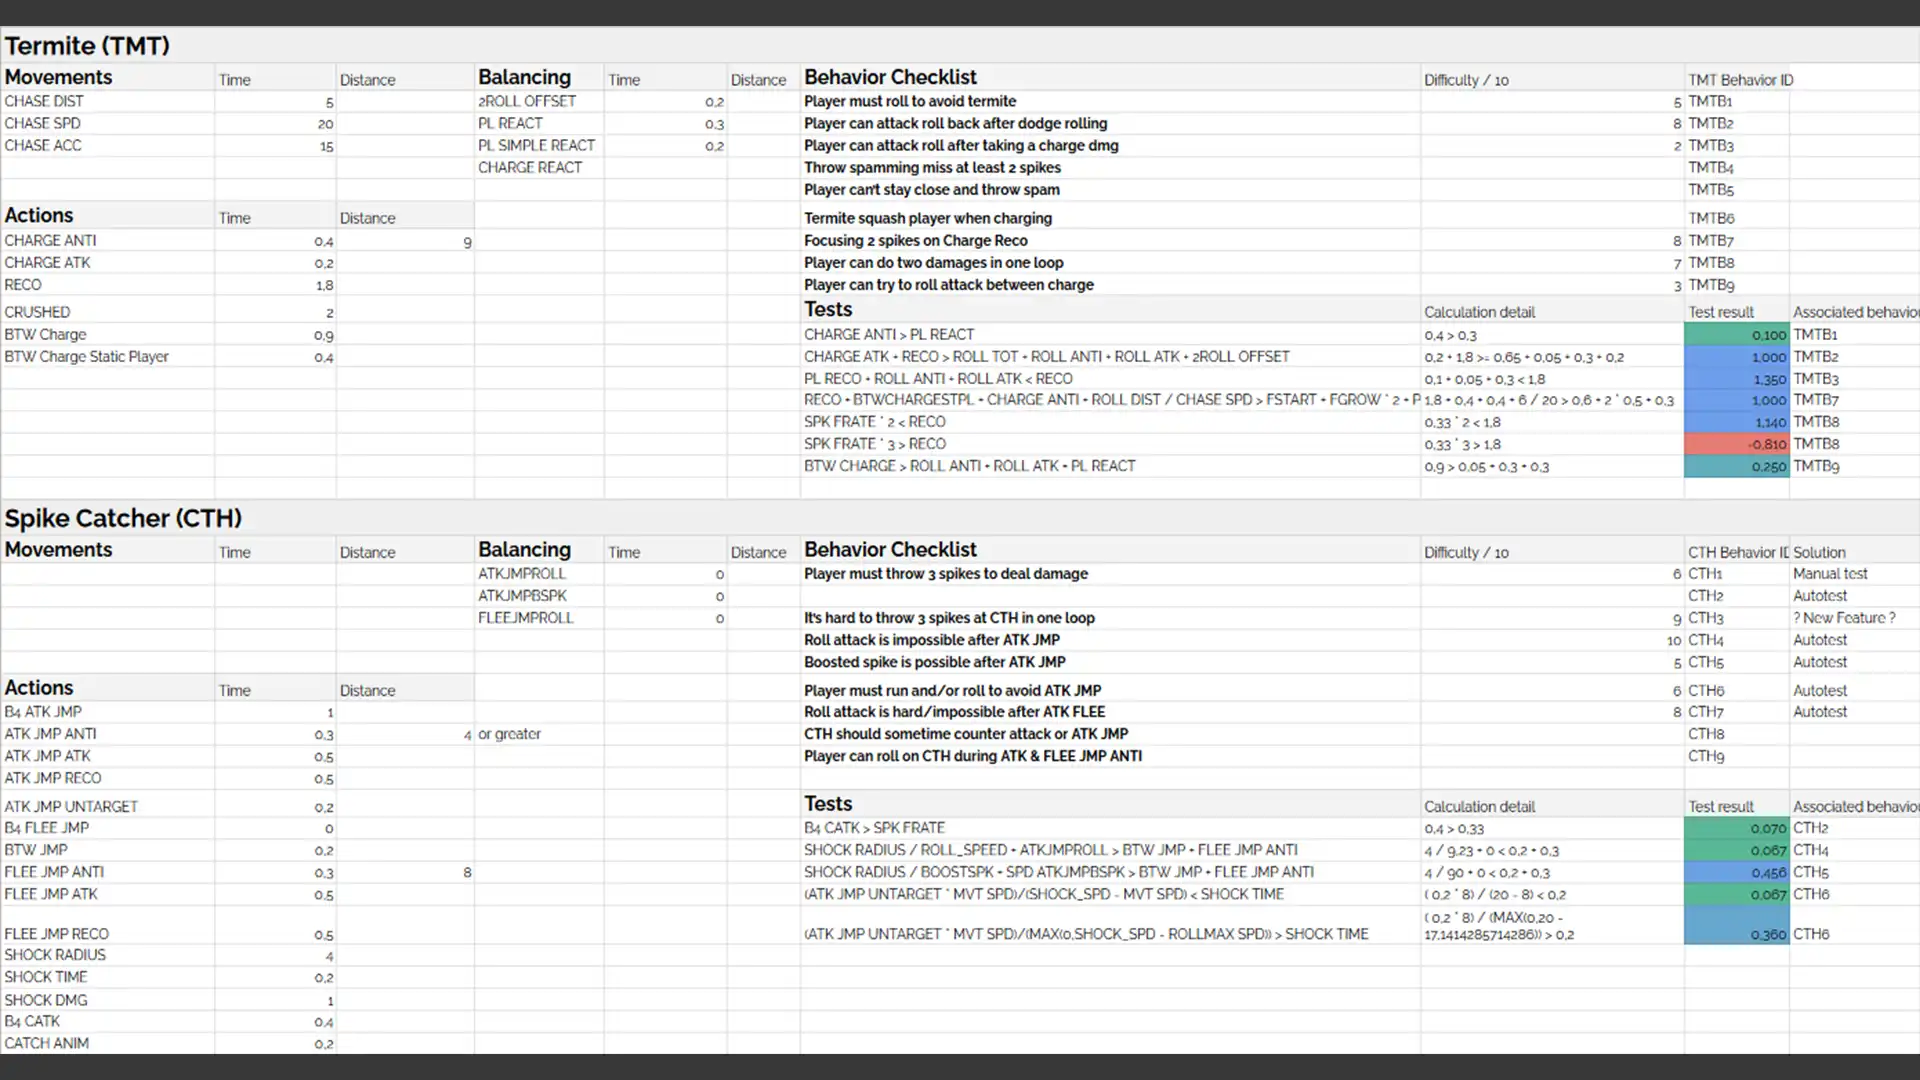 Termite (TMT)
Movements Time Distance Balancing Time Distance Behavior Checklist Difficulty / 10 TMT Behavior ID
CHASE DIST 5 2ROLL OFFSET 0,2 Player must roll to avoid termite 5 TMTB1
CHASE SPD 20 PL REACT 0,3 Player can attack roll back after dodge rolling 8 TMTB2
CHASE ACC 15 PL SIMPLE REACT 0,2 Player can attack roll after taking a charge dmg 2 TMTB3
CHARGE REACT Throw spamming miss at least 2 spikes TMTB4
Player can't stay close and throw spam TMTB5
Actions Time Distance Termite squash player when charging TMTB6
CHARGE ANTI 0,4 9 Focusing 2 spikes on Charge Reco 8 TMTB7
CHARGE ATK 0,2 Player can do two damages in one loop 7 TMTB8
RECO 1,8 Player can try to roll attack between charge 3 TMTB9
CRUSHED 2 Tests Calculation detail Test result Associated behavio
BTW Charge 0,9 CHARGE ANTI > PL REACT 0,4 > 0,3 0,100 TMTB1
BTW Charge Static Player 0,4 CHARGE ATK + RECO > ROLL TOT + ROLL ANTI + ROLL ATK + 2ROLL OFFSET 0,2 + 1,8 >= 0,65 + 0,05 + 0,3 + 0,2 1,000 TMTB2
PL RECO + ROLL ANTI + ROLL ATK < RECO 0,1 + 0,05 + 0,3 < 1,8 1,350 TMTB3
RECO + BTWCHARGESTPL + CHARGE ANTI + ROLL DIST / CHASE SPD > FSTART + FGROW * 2 + P 1,8 + 0,4 + 0,4 + 6 / 20 > 0,6 + 2 * 0,5 + 0,3 1,000 TMTB7
SPK FRATE * 2 < RECO 0,33 * 2 < 1,8 1,140 TMTB8
SPK FRATE * 3 > RECO 0,33 * 3 > 1,8 -0,810 TMTB8
BTW CHARGE > ROLL ANTI + ROLL ATK + PL REACT 0,9 > 0,05 + 0,3 + 0,3 0,250 TMTB9
Spike Catcher (CTH)
Movements Time Distance Balancing Time Distance Behavior Checklist Difficulty / 10 CTH Behavior ID Solution
ATKJMPROLL 0 Player must throw 3 spikes to deal damage 6 CTH1 Manual test
ATKJMPBSPK 0 CTH2 Autotest
FLEEJMPROLL 0 It's hard to throw 3 spikes at CTH in one loop 9 CTH3 ? New Feature ?
Roll attack is impossible after ATK JMP 10 CTH4 Autotest
Boosted spike is possible after ATK JMP 5 CTH5 Autotest
Actions Time Distance Player must run and/or roll to avoid ATK JMP 6 CTH6 Autotest
B4 ATK JMP 1 Roll attack is hard/impossible after ATK FLEE 8 CTH7 Autotest
ATK JMP ANTI 0,3 4 or greater CTH should sometime counter attack or ATK JMP CTH8
ATK JMP ATK 0,5 Player can roll on CTH during ATK & FLEE JMP ANTI CTH9
ATK JMP RECO 0,5
ATK JMP UNTARGET 0,2 Tests Calculation detail Test result Associated behavio
B4 FLEE JMP 0 B4 CATK > SPK FRATE 0,4 > 0,33 0,070 CTH2
BTW JMP 0,2 SHOCK RADIUS / ROLL_SPEED + ATKJMPROLL > BTW JMP + FLEE JMP ANTI 4 / 9,23 + 0 < 0,2 + 0,3 0,067 CTH4
FLEE JMP ANTI 0,3 8 SHOCK RADIUS / BOOSTSPK + SPD ATKJMPBSPK > BTW JMP + FLEE JMP ANTI 4 / 90 + 0 < 0,2 + 0,3 0,456 CTH5
FLEE JMP ATK 0,5 (ATK JMP UNTARGET * MVT SPD)/(SHOCK_SPD - MVT SPD) < SHOCK TIME ( 0,2 * 8) / (20 - 8) < 0,2 0,067 CTH6
FLEE JMP RECO 0,5 (ATK JMP UNTARGET * MVT SPD)/(MAX(0,SHOCK_SPD - ROLLMAX SPD)) > SHOCK TIME ( 0,2 * 8) / (MAX(0,20 -
17,1414285714286)) > 0,2 0,360 CTH6
SHOCK RADIUS 4
SHOCK TIME 0,2
SHOCK DMG 1
B4 CATK 0,4
CATCH ANIM 0,2